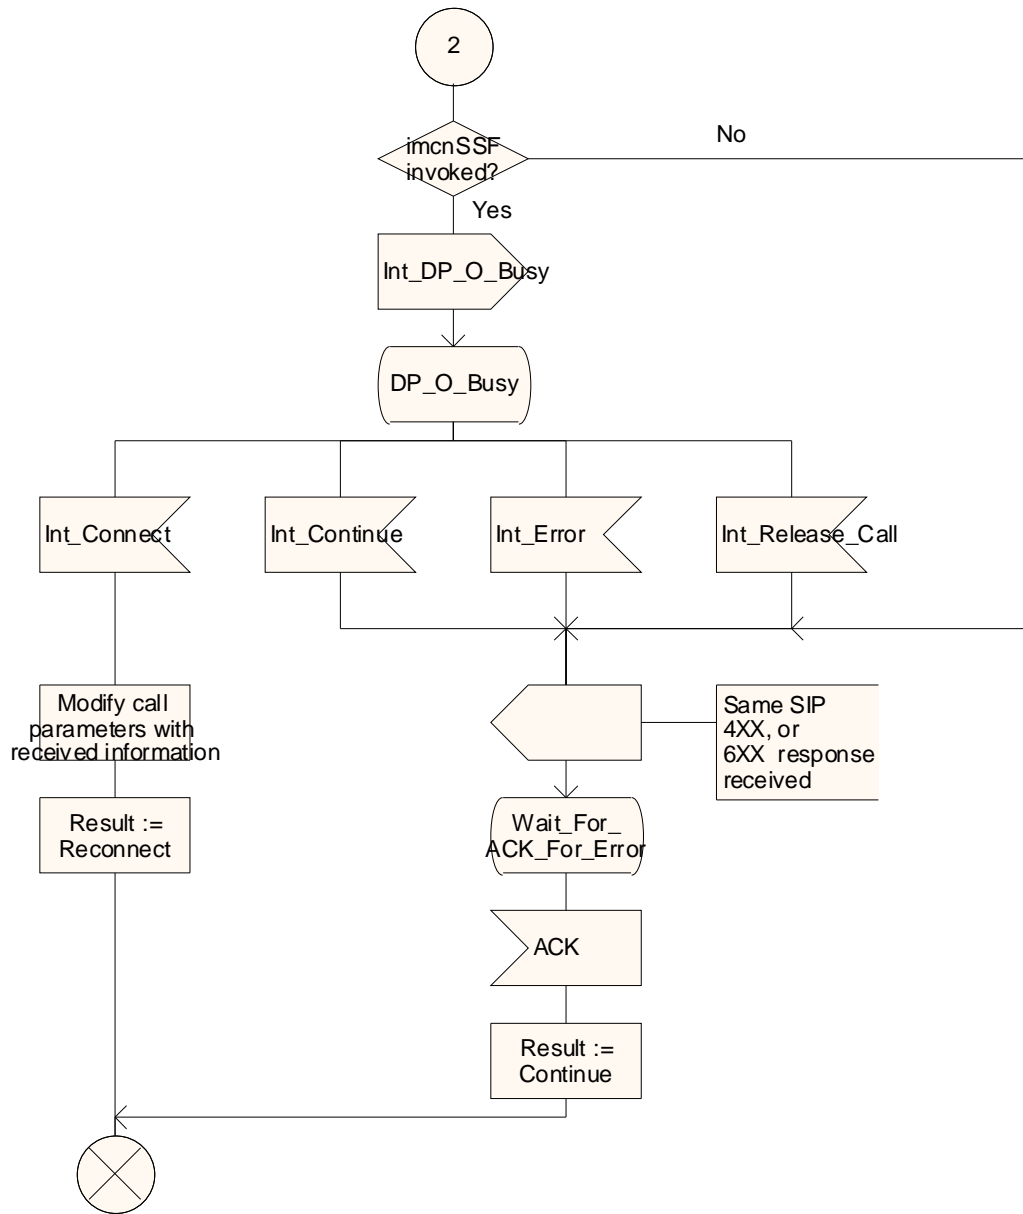 2
imcnSSF
invoked?
No
Yes
Int_DP_O_Busy
DP_O_Busy
Int_Connect
Int_Continue
Int_Error
Int_Release_Call
Modify call
parameters with
received information
Same SIP
4XX, or
6XX  response
received
Result :=
Reconnect
Wait_For_
ACK_For_Error
ACK
Result :=
Continue